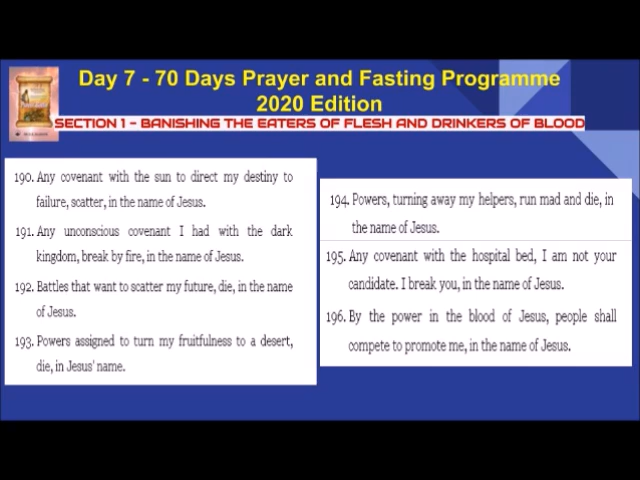 Day 7 - 70 Days Prayer and Fasting Programme
2020 Edition
SECTION 1 - BANISHING THE EATERS OF FLESH AND DRINKERS OF BLOOD
190. Any covenant with the sun to direct my destiny to
failure, scatter, in the name of Jesus.
191. Any unconscious covenant I had with the dark
kingdom, break by fire, in the name of Jesus.
192. Battles that want to scatter my future, die, in the name
of Jesus.
193. Powers assigned to turn my fruitfulness to a desert,
die, in Jesus' name.
194. Powers, turning away my helpers, run mad and die, in
the name of Jesus.
195. Any covenant with the hospital bed, I am not your
candidate. I break you, in the name of Jesus.
196. By the power in the blood of Jesus, people shall
compete to promote me, in the name of Jesus.